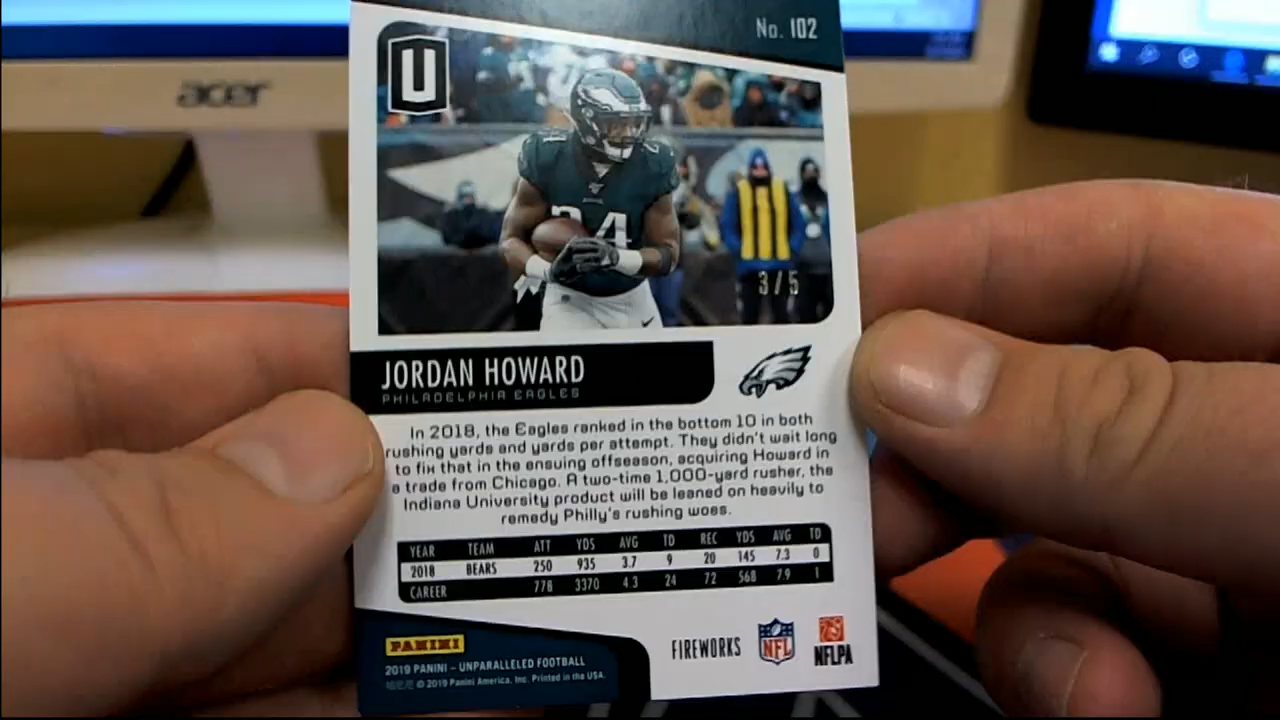 acer
No. 102
U
24
3/5
JORDAN HOWARD
PHILADELPHIA EAGLES
In 2018, the Eagles ranked in the bottom 10 in both
rushing yards and yards per attempt. They didn't wait long
to fix that in the ensuing offseason, acquiring Howard in
a trade from Chicago. A two-time 1,000-yard rusher, the
Indiana University product will be leaned on heavily to
remedy Philly's rushing woes.
YEAR TEAM ATT YDS AVG TD REC YDS AVG TD
2018 BEARS 250 935 3.7 9 20 145 7.3 0
CAREER 778 3370 4.3 24 72 568 7.9 1
PANINI
FIREWORKS NFL NFLPA
2019 PANINI – UNPARALLELED FOOTBALL
© 2019 Panini America, Inc. Printed in the USA.